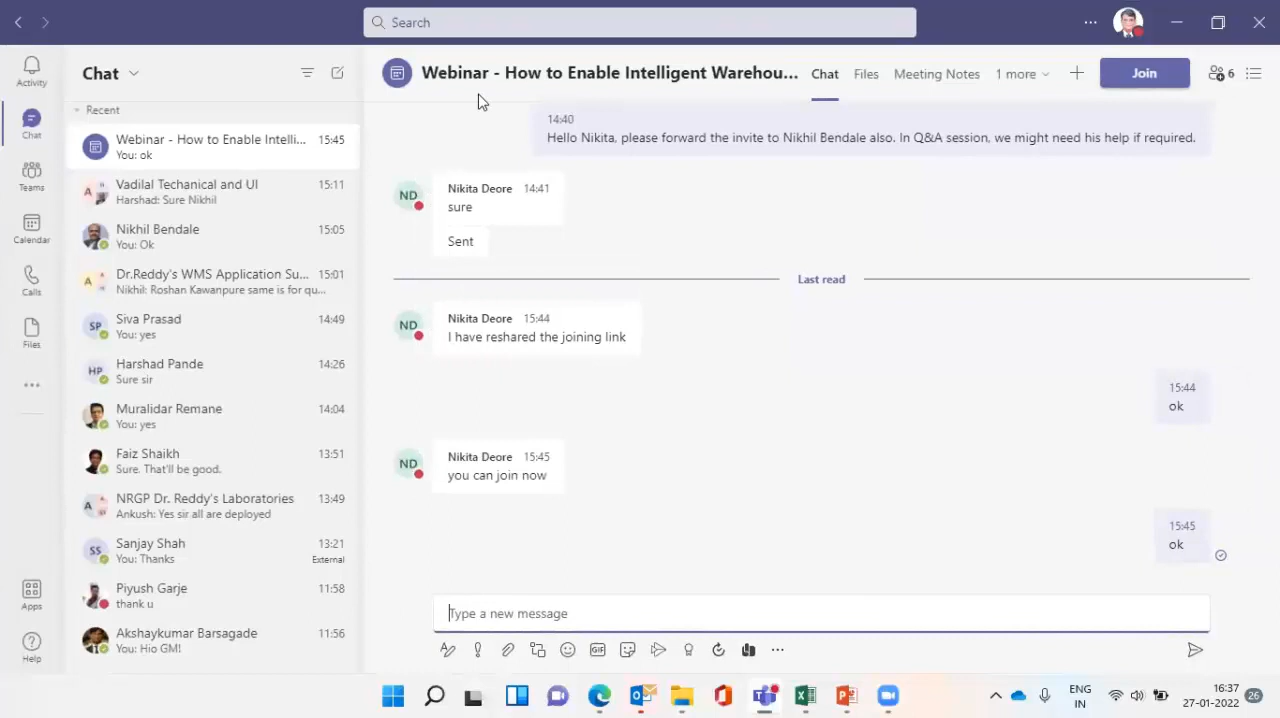 Search
Activity
Chat
Teams
Calendar
Calls
Files
Apps
Help
Chat
Recent
Webinar - How to Enable Intelli... 15:45
You: ok
Vadilal Techanical and UI 15:11
Harshad: Sure Nikhil
Nikhil Bendale 15:05
You: Ok
Dr.Reddy's WMS Application Su... 15:01
Nikhil: Roshan Kawanpure same is for qu...
SP Siva Prasad 14:49
You: yes
HP Harshad Pande 14:26
Sure sir
Muralidar Remane 14:04
You: yes
Faiz Shaikh 13:51
Sure. That'll be good.
NRGP Dr. Reddy's Laboratories 13:49
Ankush: Yes sir all are deployed
SS Sanjay Shah 13:21
You: Thanks External
Piyush Garje 11:58
thank u
Akshaykumar Barsagade 11:56
You: Hio GM!
Webinar - How to Enable Intelligent Warehou... Chat Files Meeting Notes 1 more Join 6
14:40
Hello Nikita, please forward the invite to Nikhil Bendale also. In Q&A session, we might need his help if required.
ND Nikita Deore 14:41
sure
Sent
Last read
ND Nikita Deore 15:44
I have reshared the joining link
15:44
ok
ND Nikita Deore 15:45
you can join now
15:45
ok
Type a new message
GIF
ENG
IN
16:37
27-01-2022
26